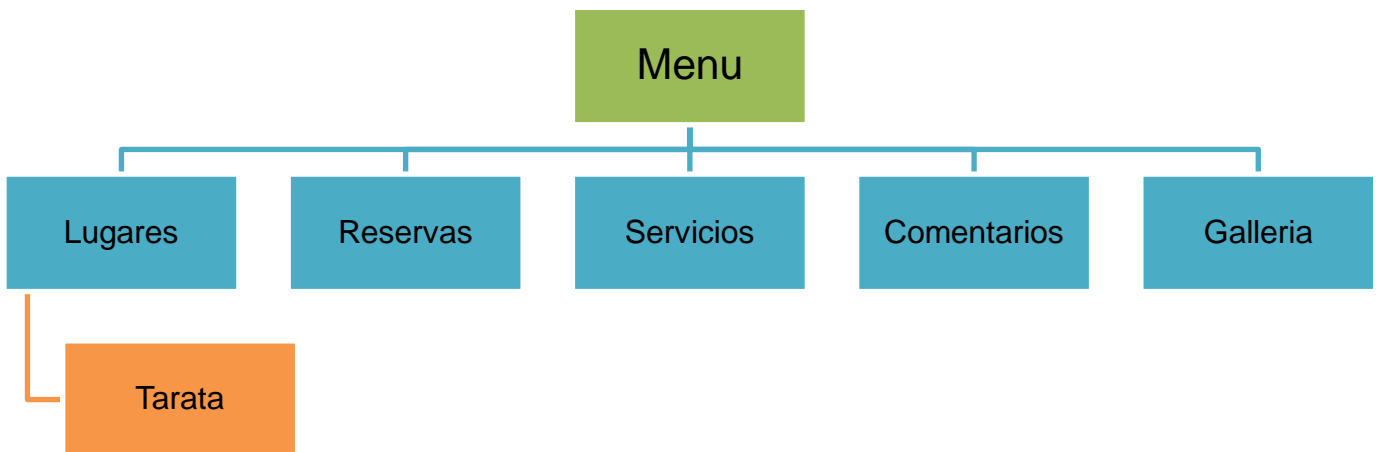 Menu
Lugares
Reservas
Servicios
Comentarios
Galleria
Tarata